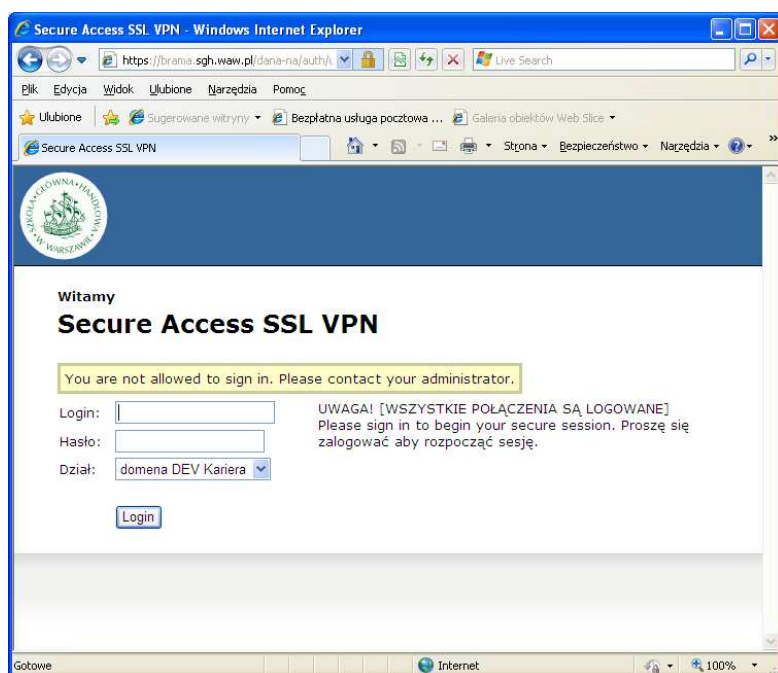 Secure Access SSL VPN - Windows Internet Explorer
https://brama.sgh.waw.pl/dana-na/auth/
Live Search
Plik Edycja Widok Ulubione Narzędzia Pomoc
Ulubione Sugerowane witryny Bezpłatna usługa pocztowa ... Galeria obiektów Web Slice
Secure Access SSL VPN Strona Bezpieczeństwo Narzędzia »
SZKOŁA GŁÓWNA HANDLOWA W WARSZAWIE
Witamy
Secure Access SSL VPN
You are not allowed to sign in. Please contact your administrator.
Login:
UWAGA! [WSZYSTKIE POŁĄCZENIA SĄ LOGOWANE]
Please sign in to begin your secure session. Proszę się
zalogować aby rozpocząć sesję.
Hasło:
Dział: domena DEV Kariera
Login
Gotowe Internet 100%